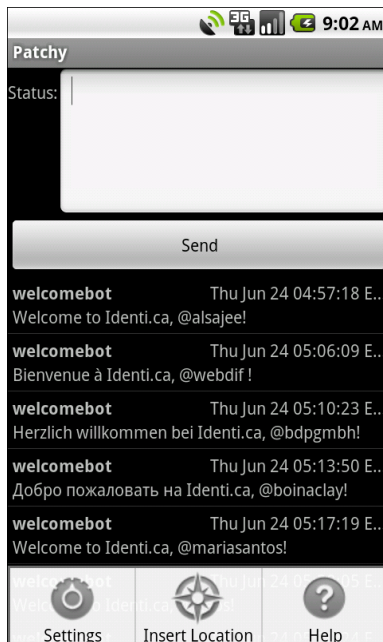 3G 9:02 AM
Patchy
Status:
Send
welcomebot Thu Jun 24 04:57:18 E..
Welcome to Identi.ca, @alsajee!
welcomebot Thu Jun 24 05:06:09 E..
Bienvenue à Identi.ca, @webdif !
welcomebot Thu Jun 24 05:10:23 E..
Herzlich willkommen bei Identi.ca, @bdpgmbh!
welcomebot Thu Jun 24 05:13:50 E..
Добро пожаловать на Identi.ca, @boinaclay!
welcomebot Thu Jun 24 05:17:19 E..
Welcome to Identi.ca, @mariasantos!
Settings Insert Location Help